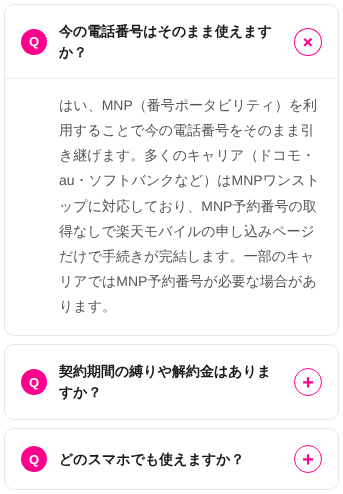 Q 今の電話番号はそのまま使えます
か？
はい、MNP（番号ポータビリティ）を利
用することで今の電話番号をそのまま引
き継げます。多くのキャリア（ドコモ・
au・ソフトバンクなど）はMNPワンスト
ップに対応しており、MNP予約番号の取
得なしで楽天モバイルの申し込みページ
だけで手続きが完結します。一部のキャ
リアではMNP予約番号が必要な場合があ
ります。
Q 契約期間の縛りや解約金はありま
すか？
Q どのスマホでも使えますか？